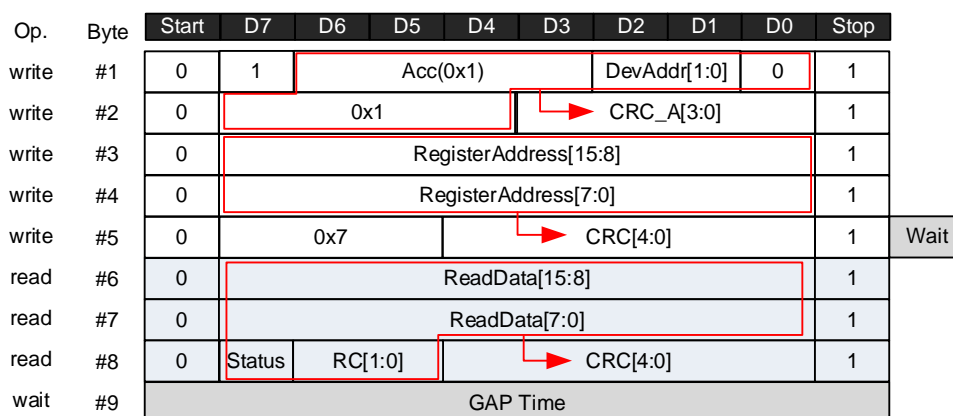 Op. Byte Start D7 D6 D5 D4 D3 D2 D1 D0 Stop
write #1 0 1 Acc(0x1) DevAddr[1:0] 0 1
write #2 0 0x1 CRC_A[3:0] 1
write #3 0 RegisterAddress[15:8] 1
write #4 0 RegisterAddress[7:0] 1
write #5 0 0x7 CRC[4:0] 1 Wait
read #6 0 ReadData[15:8] 1
read #7 0 ReadData[7:0] 1
read #8 0 Status RC[1:0] CRC[4:0] 1
wait #9 GAP Time